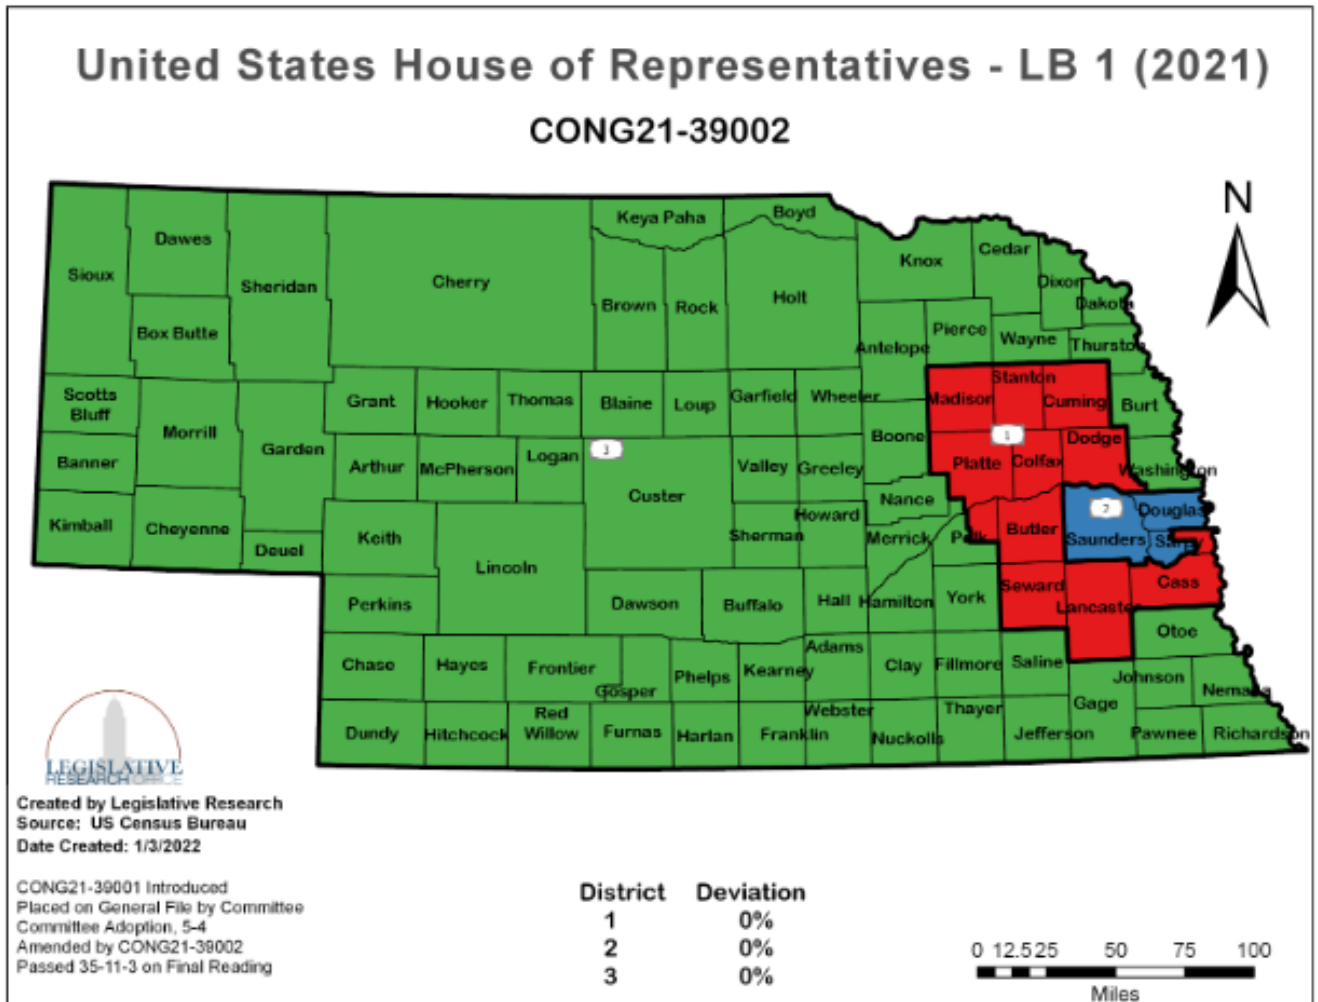 United States House of Representatives - LB 1 (2021)
CONG21-39002
N
Keya Paha
Boyd
Dawes
Knox
Cedar
Sioux
Sheridan
Cherry
Dixon
Brown
Rock
Holt
Dakota
Box Butte
Pierce
Wayne
Antelope
Thurston
Stanton
Scotts
Bluff
Grant
Hooker
Thomas
Blaine
Loup
Garfield
Wheeler
Madison
Cuming
Burt
Morrill
Boone
1
Dodge
Garden
3
Banner
Arthur
McPherson
Logan
Valley
Greeley
Platte
Colfax
Washington
Custer
Nance
2
Douglas
Kimball
Cheyenne
Howard
Butler
Keith
Sherman
Merrick
Polk
Saunders
Sarpy
Deuel
Lincoln
Seward
Cass
Perkins
Dawson
Buffalo
Hall
Hamilton
York
Lancaster
Otoe
Chase
Hayes
Frontier
Adams
Phelps
Kearney
Clay
Fillmore
Saline
Johnson
Gosper
Nemaha
Gage
Red
Willow
Webster
Thayer
Dundy
Hitchcock
Furnas
Harlan
Franklin
Nuckolls
Jefferson
Pawnee
Richardson
LEGISLATIVE
RESEARCH OFFICE
Created by Legislative Research
Source: US Census Bureau
Date Created: 1/3/2022
CONG21-39001 Introduced
Placed on General File by Committee
Committee Adoption, 5-4
Amended by CONG21-39002
Passed 35-11-3 on Final Reading
District Deviation
1 0%
2 0%
3 0%
0 12.5 25 50 75 100
Miles